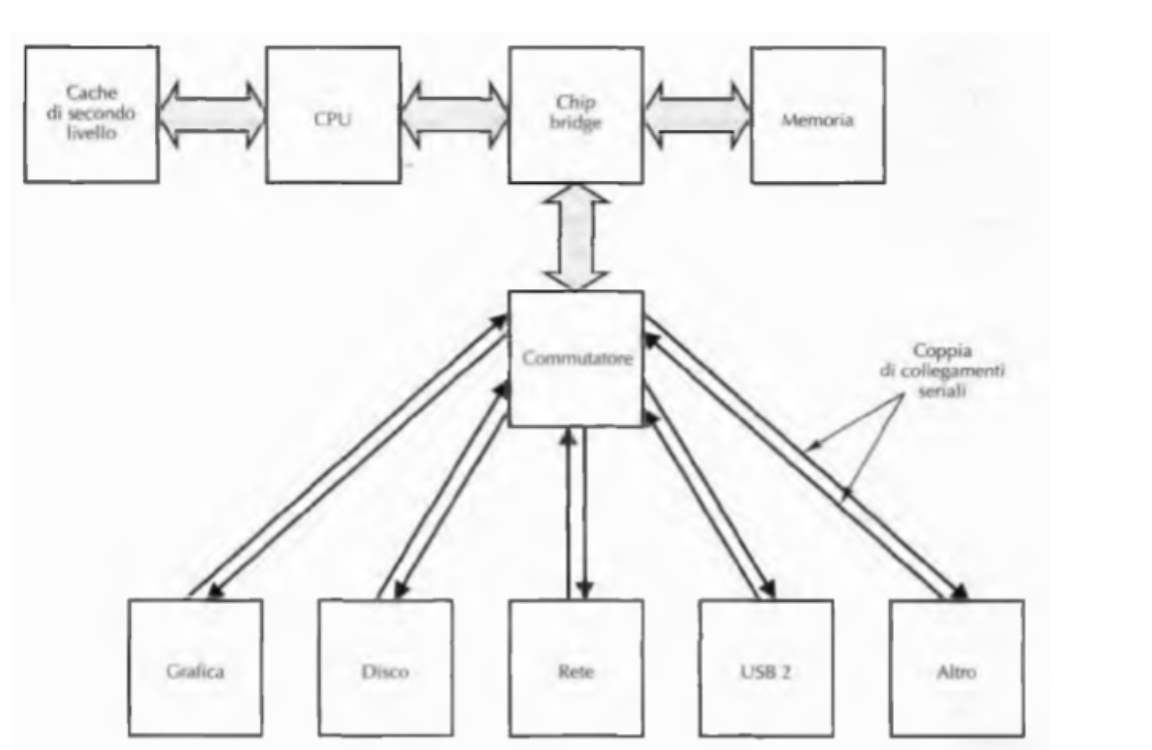 Cache
di secondo
livello
CPU
Chip
bridge
Memoria
Commutatore
Coppia
di collegamenti
seriali
Grafica
Disco
Rete
USB 2
Altro